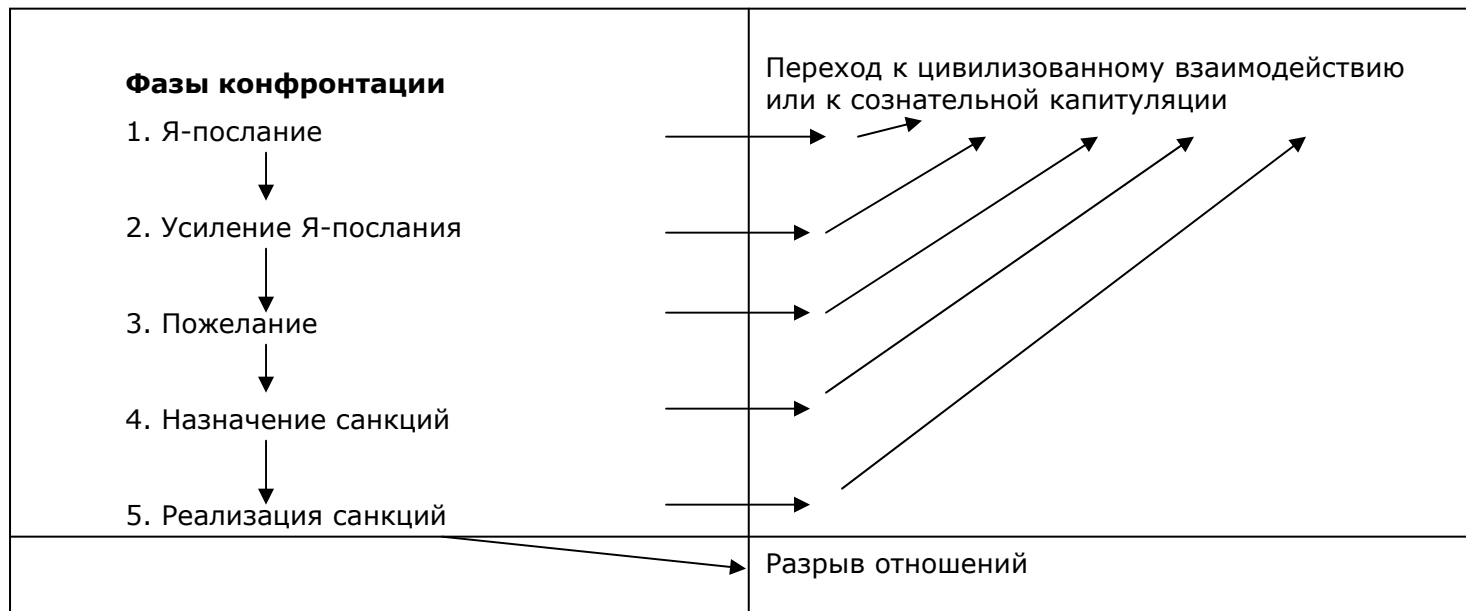 Фазы конфронтации
1. Я-послание
2. Усиление Я-послания
3. Пожелание
4. Назначение санкций
5. Реализация санкций
Переход к цивилизованному взаимодействию
или к сознательной капитуляции
Разрыв отношений